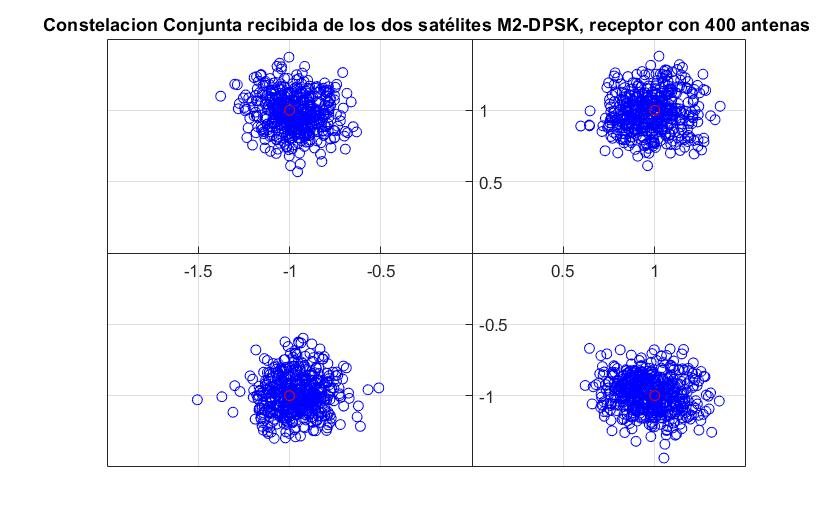 Constelacion Conjunta recibida de los dos satélites M2-DPSK, receptor con 400 antenas
1
0.5
-1.5 -1 -0.5 0.5 1
-0.5
-1